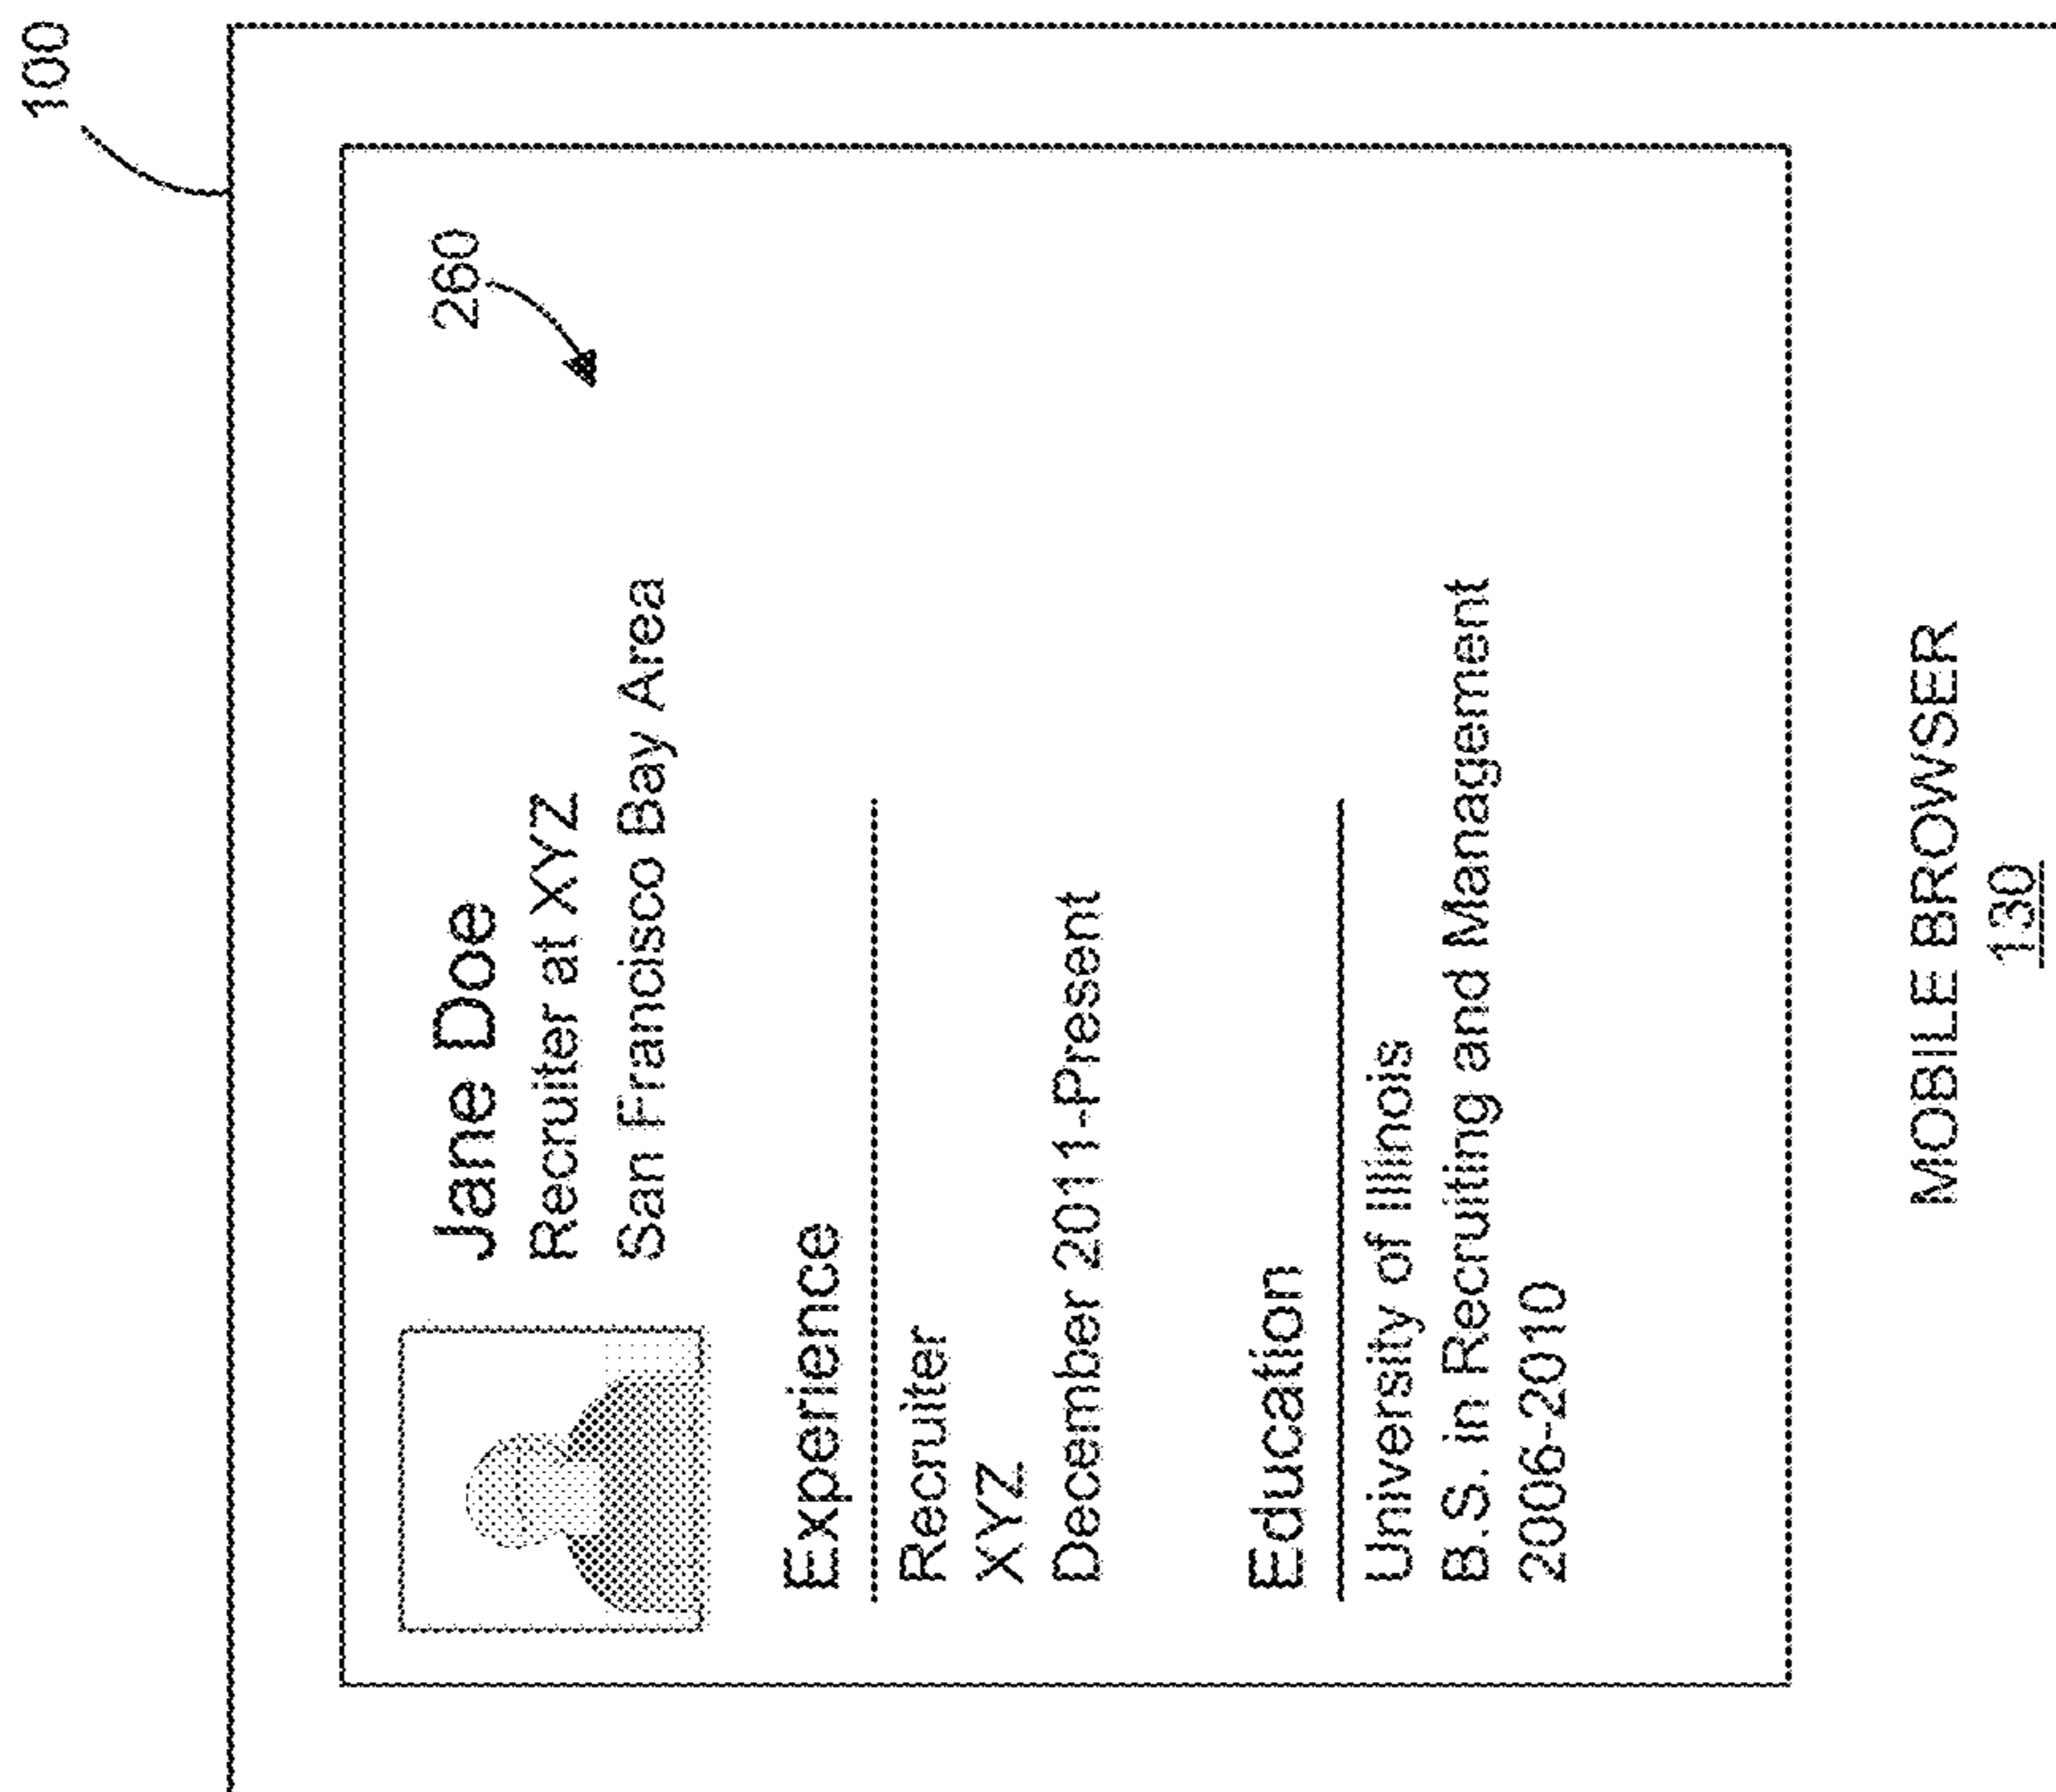 100
260
Jane Doe
Recruiter at XYZ
San Francisco Bay Area
Experience
Recruiter
XYZ
December 2011-Present
Education
University of Illinois
B.S. in Recruiting and Management
2006-2010
MOBILE BROWSER
130